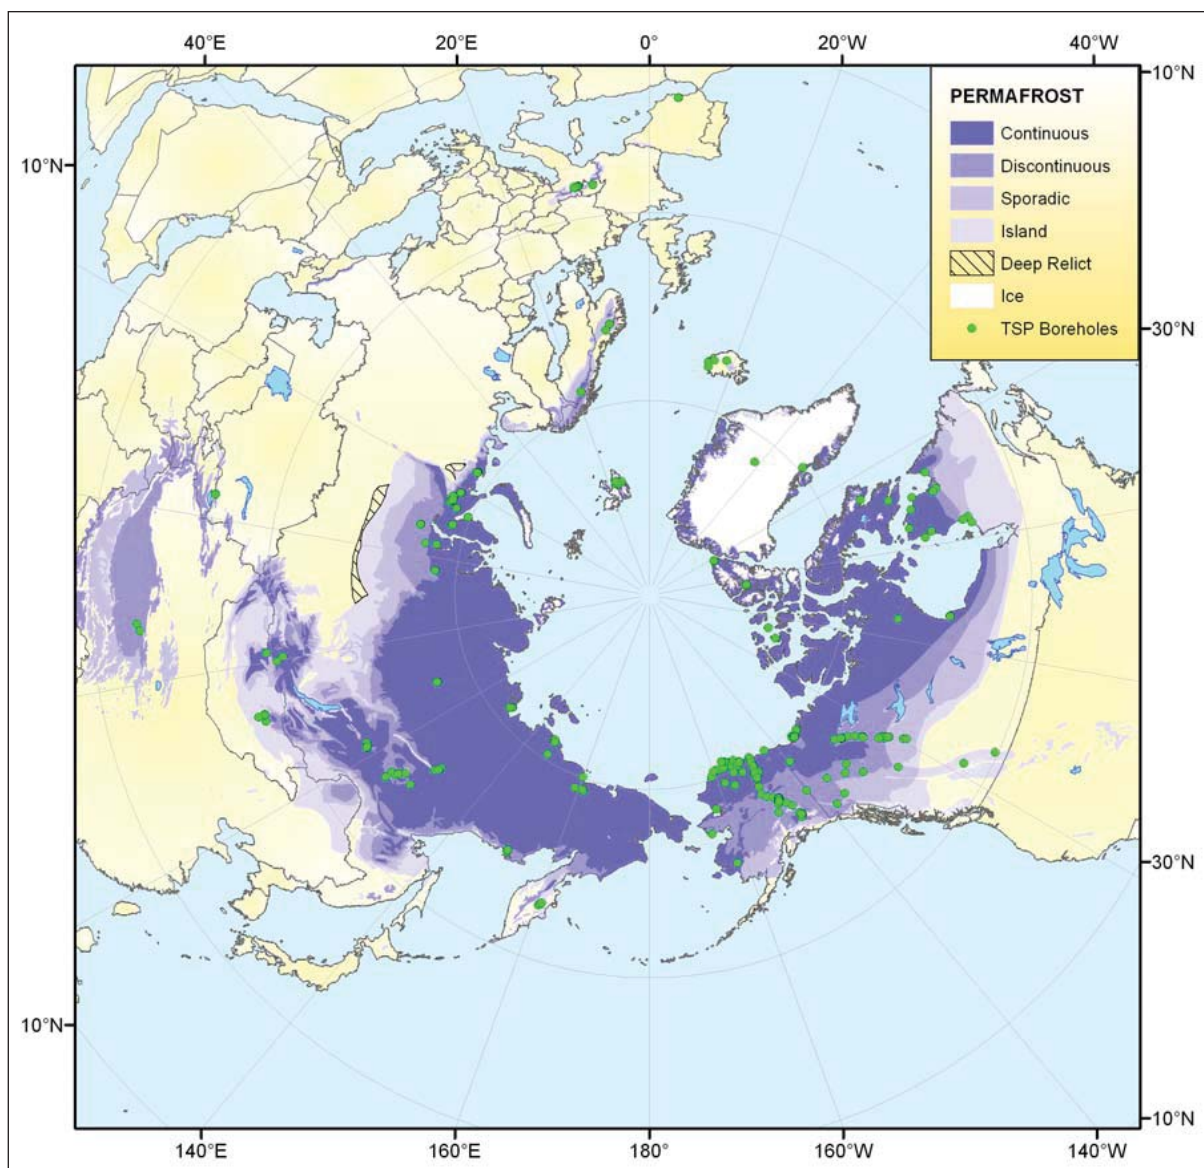 40°E 20°E 0° 20°W 40°W
10°N
PERMAFROST
Continuous
Discontinuous
10°N
Sporadic
Island
Deep Relict
Ice
TSP Boreholes
30°N
30°N
10°N
10°N
140°E 160°E 180° 160°W 140°W